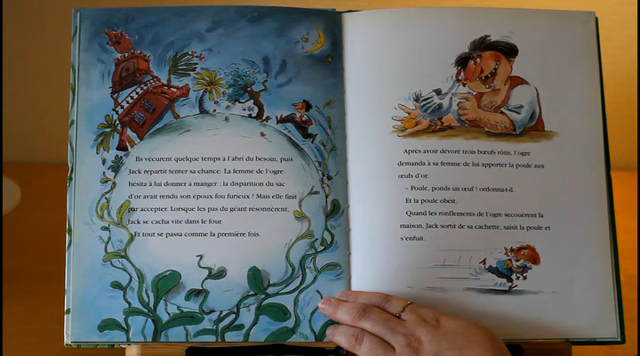 Ils vécurent quelque temps à l'abri du besoin, puis
Jack repartit tenter sa chance. La femme de l'ogre
hésita à lui donner à manger : la disparition du sac
d'or avait rendu son époux fou furieux ! Mais elle finit
par accepter. Lorsque les pas du géant résonnèrent,
Jack se cacha vite dans le four.
Et tout se passa comme la première fois.
Après avoir dévoré trois bœufs rôtis, l'ogre
demanda à sa femme de lui apporter la poule aux
œufs d'or.
– Poule, ponds un œuf ! ordonna-t-il.
Et la poule obéit.
Quand les ronflements de l'ogre secouèrent la
maison, Jack sortit de sa cachette, saisit la poule et
s'enfuit.